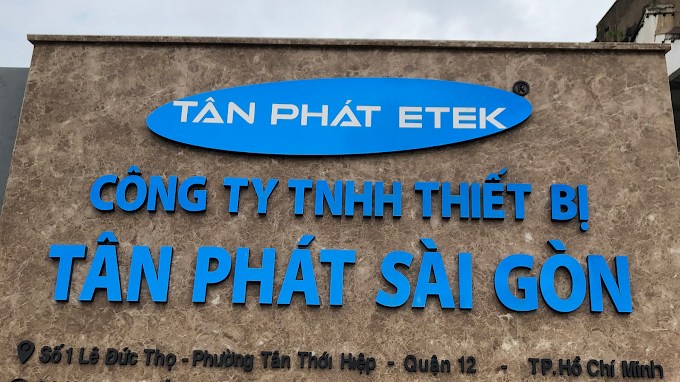 TÂN PHÁT ETEK ®
CÔNG TY TNHH THIẾT BỊ
TÂN PHÁT SÀI GÒN
Số 1 Lê Đức Thọ - Phường Tân Thới Hiệp - Quận 12 - TP.Hồ Chí Minh